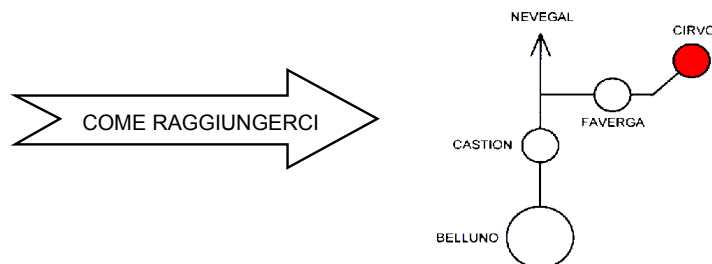 NEVEGAL
CIRVO
COME RAGGIUNGERCI
FAVERGA
CASTION
BELLUNO